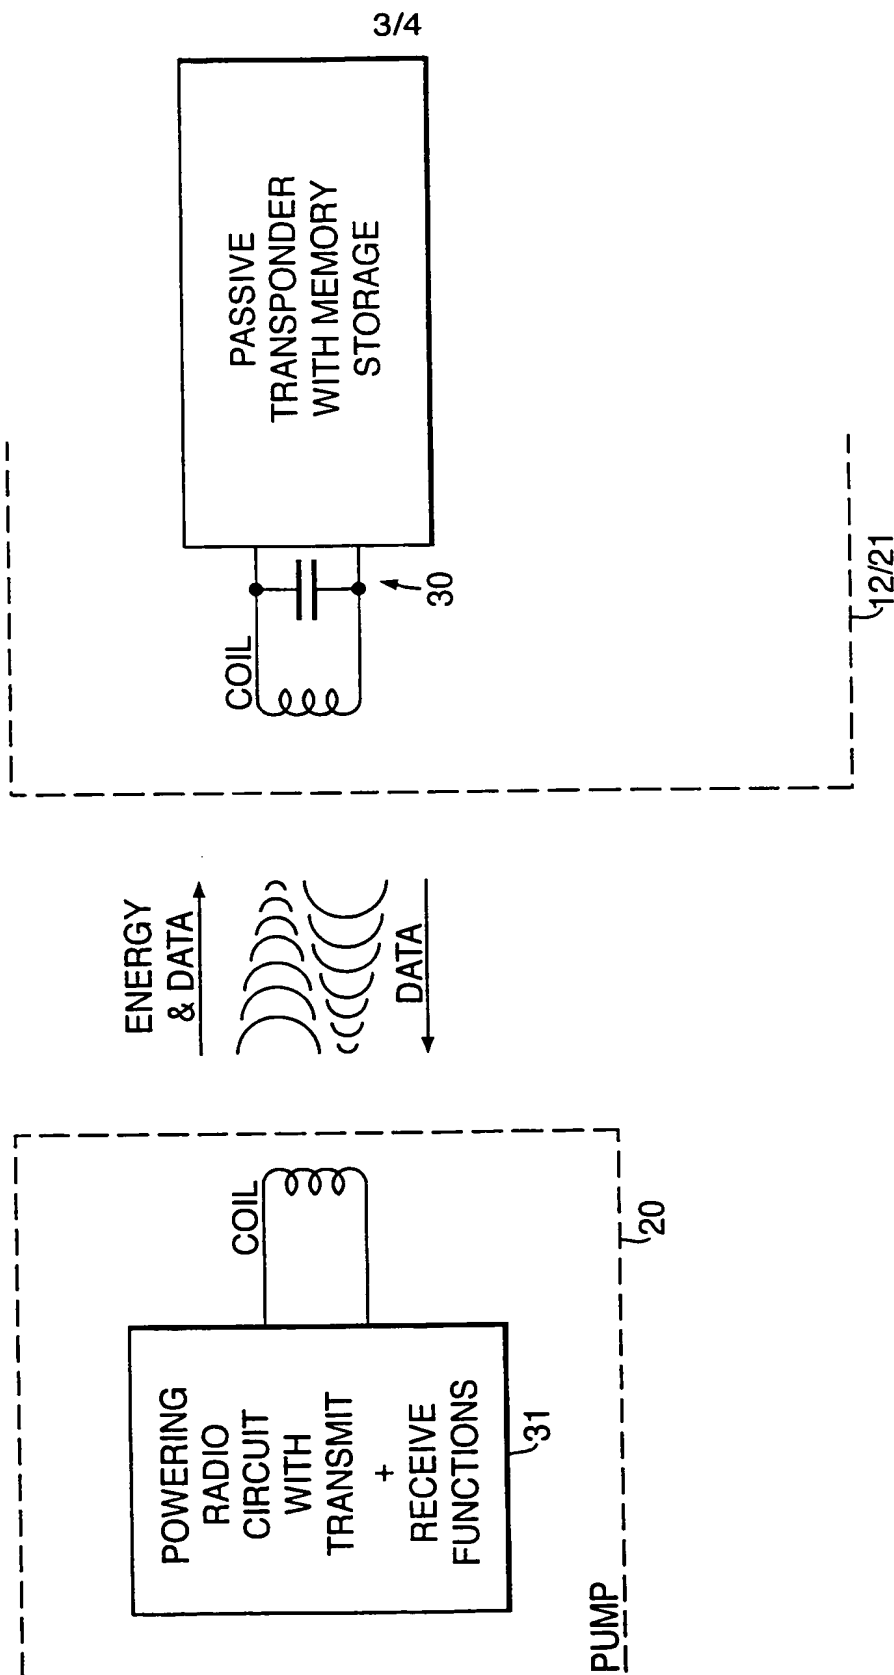 3/4
POWERING
RADIO
CIRCUIT
WITH
TRANSMIT
+
RECEIVE
FUNCTIONS
31
COIL
PUMP
20
ENERGY
& DATA
DATA
COIL
30
PASSIVE
TRANSPONDER
WITH MEMORY
STORAGE
12/21